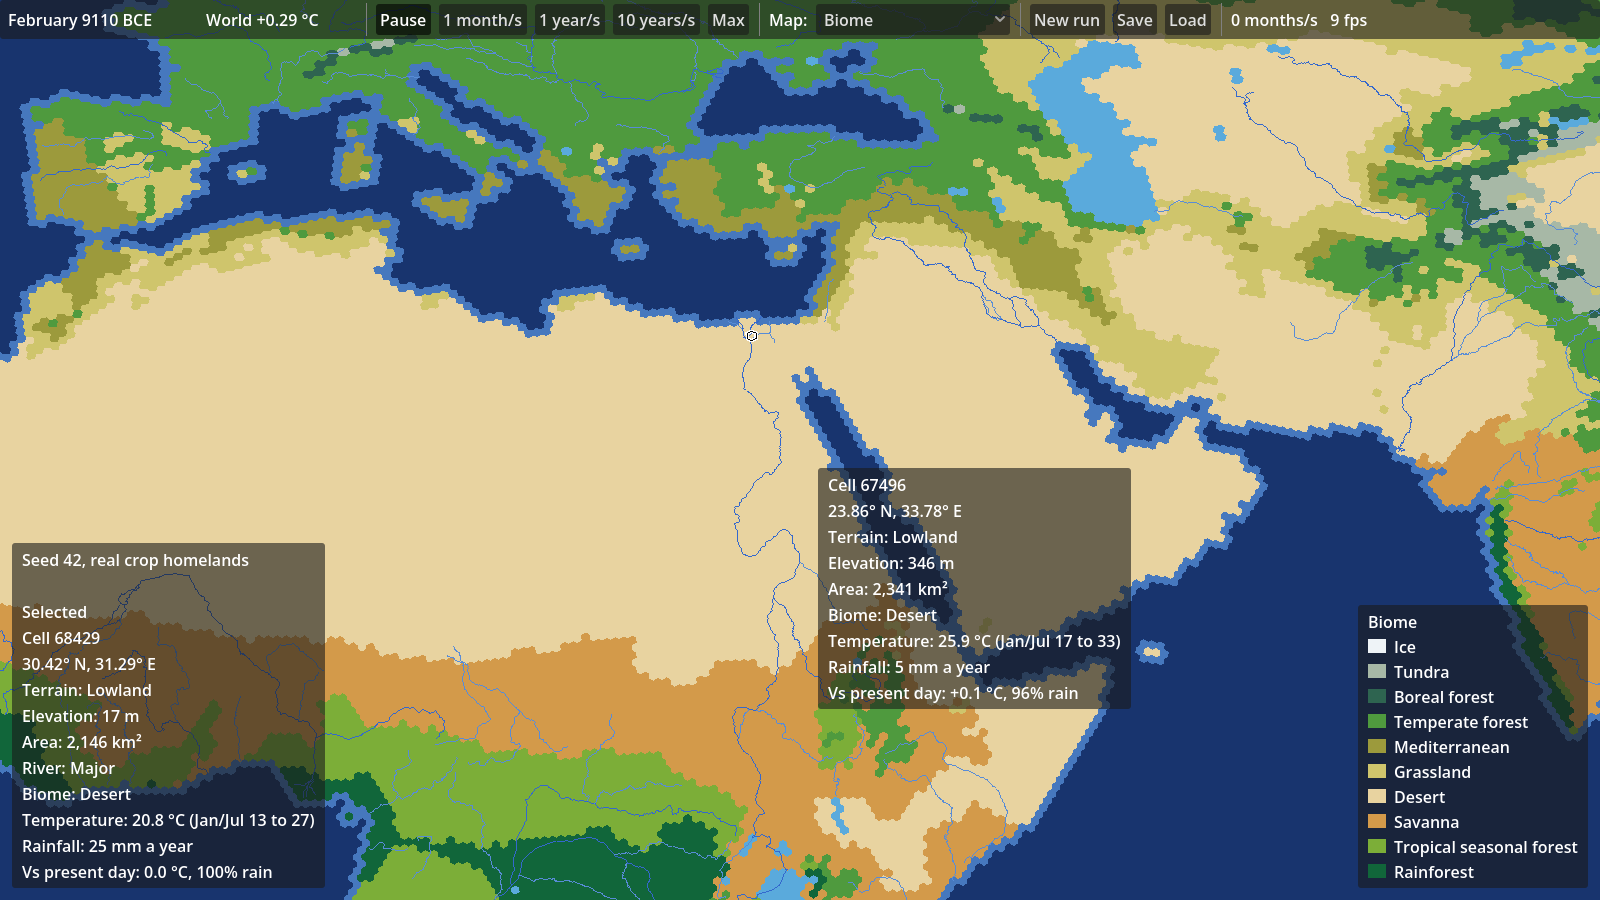 February 9110 BCE World +0.29 °C Pause 1 month/s 1 year/s 10 years/s Max Map: Biome New run Save Load 0 months/s 9 fps
Cell 67496
23.86° N, 33.78° E
Terrain: Lowland
Elevation: 346 m
Area: 2,341 km²
Biome: Desert
Temperature: 25.9 °C (Jan/Jul 17 to 33)
Rainfall: 5 mm a year
Vs present day: +0.1 °C, 96% rain
Seed 42, real crop homelands
Selected
Cell 68429
30.42° N, 31.29° E
Terrain: Lowland
Elevation: 17 m
Area: 2,146 km²
River: Major
Biome: Desert
Temperature: 20.8 °C (Jan/Jul 13 to 27)
Rainfall: 25 mm a year
Vs present day: 0.0 °C, 100% rain
Biome
Ice
Tundra
Boreal forest
Temperate forest
Mediterranean
Grassland
Desert
Savanna
Tropical seasonal forest
Rainforest